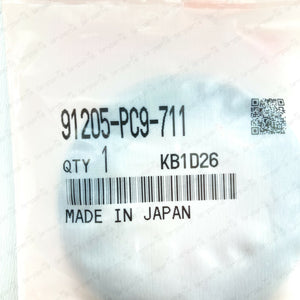 91205-PC9-711
QTY 1 KB1D26
MADE IN JAPAN